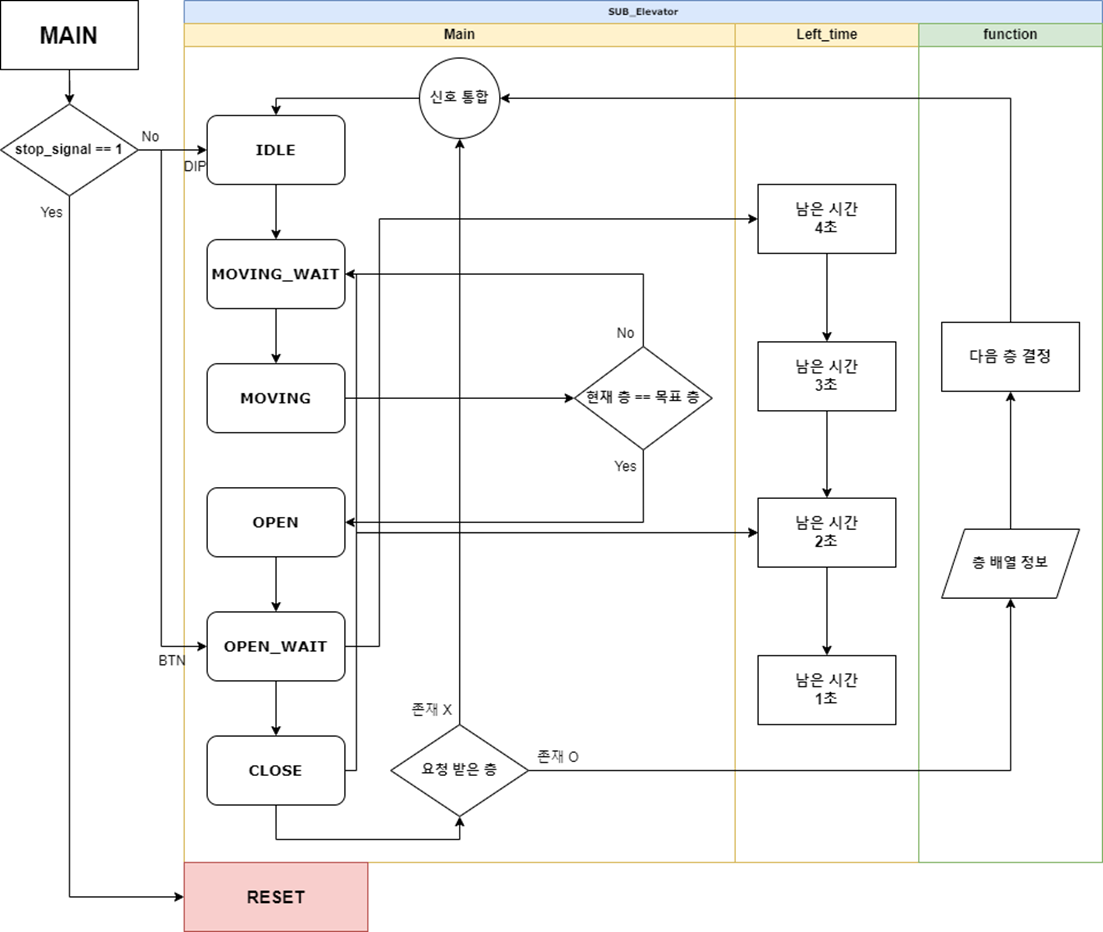 SUB_Elevator
Main
Left_time
function
MAIN
신호 통합
stop_signal == 1
No
DIP
IDLE
Yes
남은 시간
4초
MOVING_WAIT
No
남은 시간
3초
다음 층 결정
MOVING
현재 층 == 목표 층
Yes
OPEN
남은 시간
2초
층 배열 정보
BTN
OPEN_WAIT
남은 시간
1초
존재 X
존재 O
CLOSE
요청 받은 층
RESET